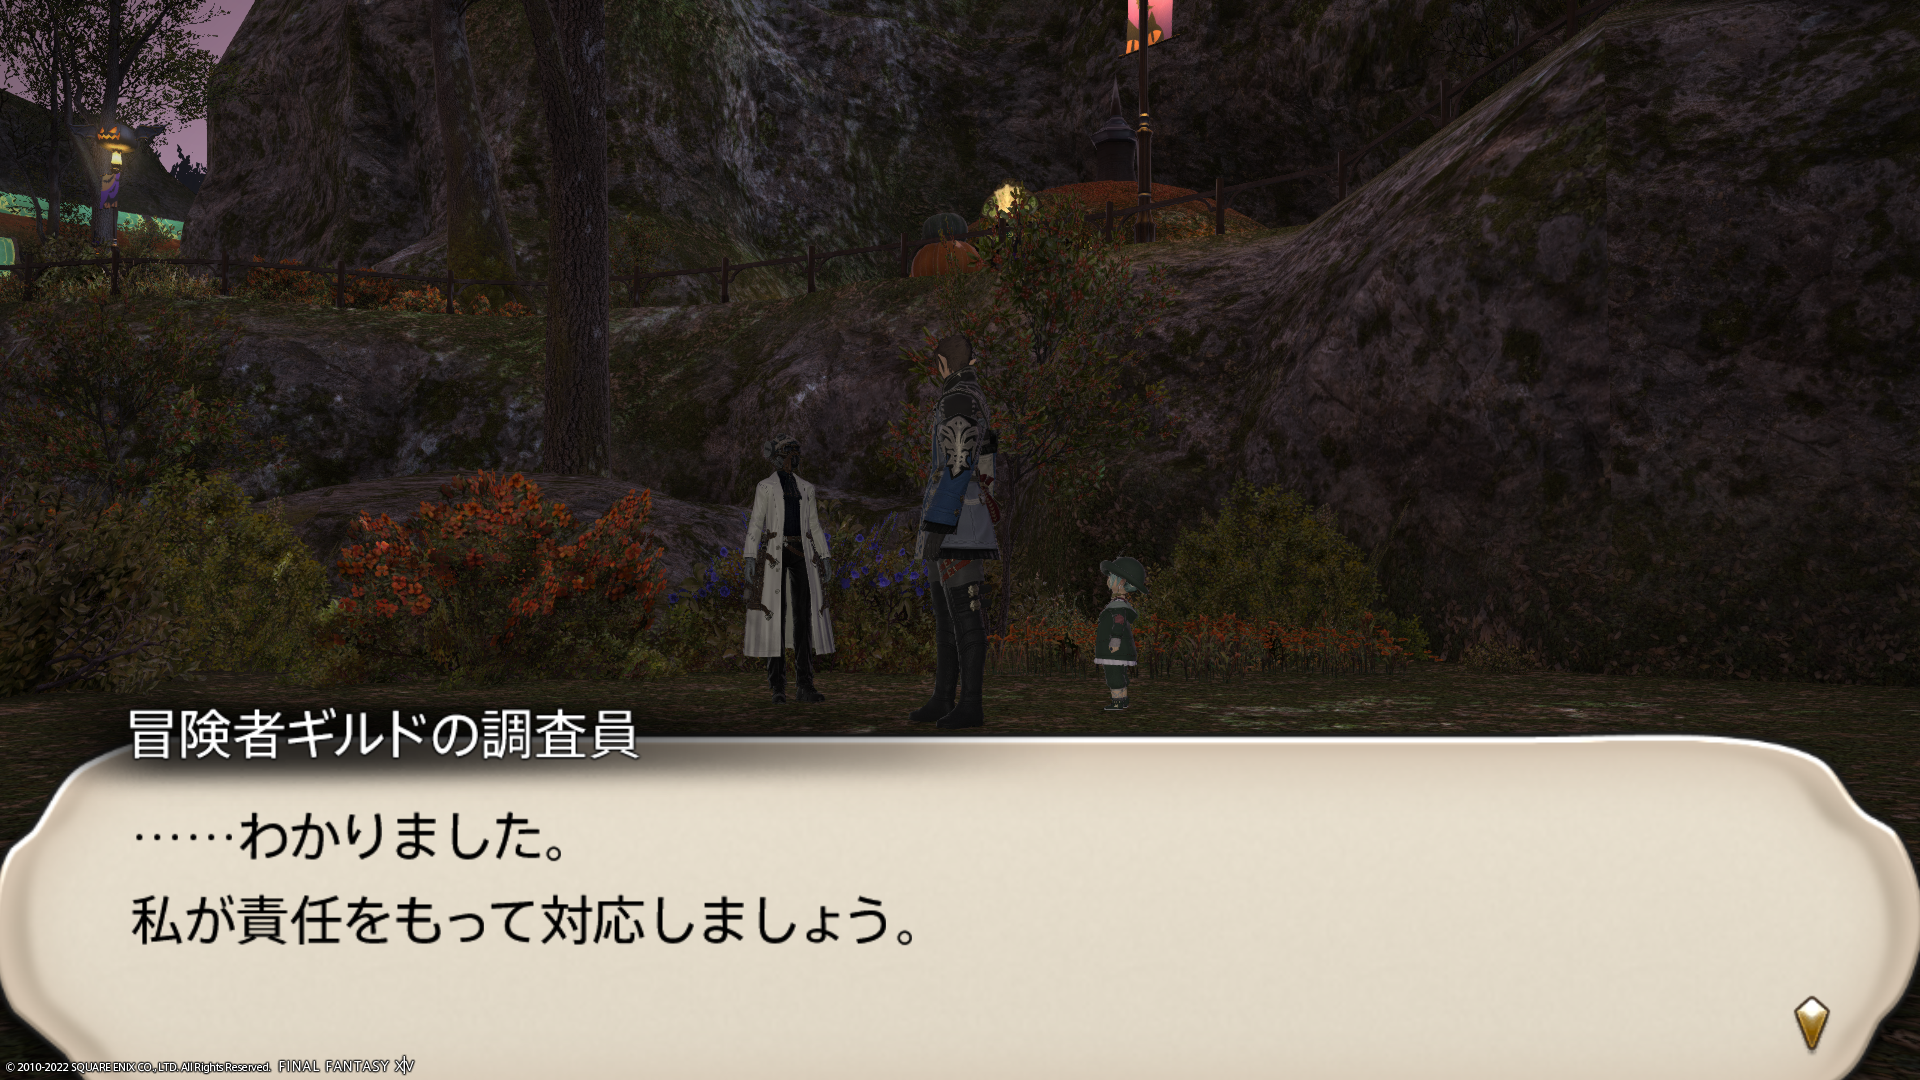 冒険者ギルドの調査員
……わかりました。
私が責任をもって対応しましょう。
© 2010-2022 SQUARE ENIX CO., LTD. All Rights Reserved. FINAL FANTASY XIV